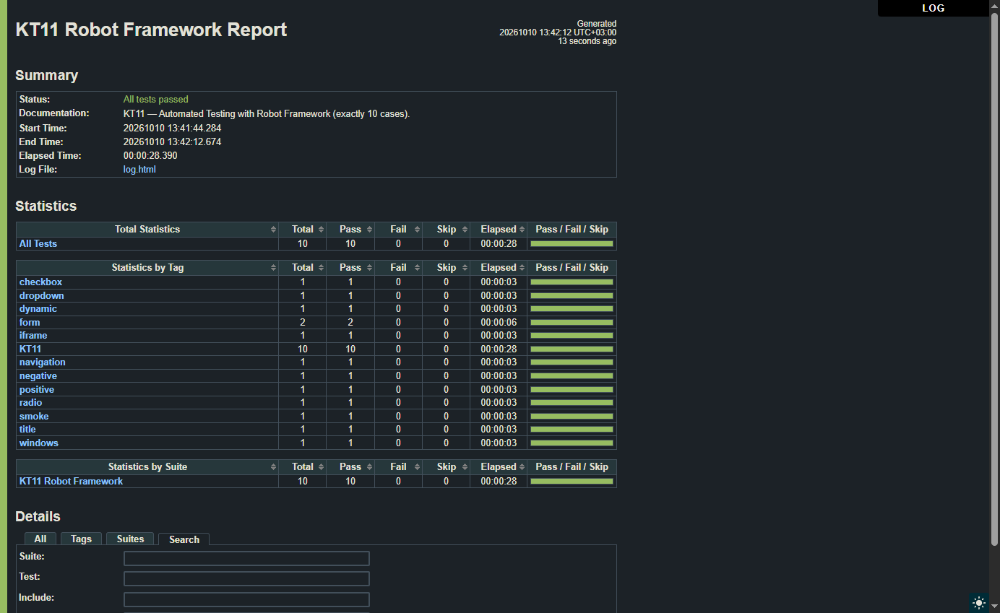 LOG
KT11 Robot Framework Report
Generated
20261010 13:42:12 UTC+03:00
13 seconds ago
Summary
Status: All tests passed
Documentation: KT11 — Automated Testing with Robot Framework (exactly 10 cases).
Start Time: 20261010 13:41:44.284
End Time: 20261010 13:42:12.674
Elapsed Time: 00:00:28.390
Log File: log.html
Statistics
Total Statistics Total Pass Fail Skip Elapsed Pass / Fail / Skip
All Tests 10 10 0 0 00:00:28
Statistics by Tag Total Pass Fail Skip Elapsed Pass / Fail / Skip
checkbox 1 1 0 0 00:00:03
dropdown 1 1 0 0 00:00:03
dynamic 1 1 0 0 00:00:03
form 2 2 0 0 00:00:06
iframe 1 1 0 0 00:00:03
KT11 10 10 0 0 00:00:28
navigation 1 1 0 0 00:00:03
negative 1 1 0 0 00:00:03
positive 1 1 0 0 00:00:03
radio 1 1 0 0 00:00:03
smoke 1 1 0 0 00:00:03
title 1 1 0 0 00:00:03
windows 1 1 0 0 00:00:03
Statistics by Suite Total Pass Fail Skip Elapsed Pass / Fail / Skip
KT11 Robot Framework 10 10 0 0 00:00:28
Details
All Tags Suites Search
Suite:
Test:
Include: